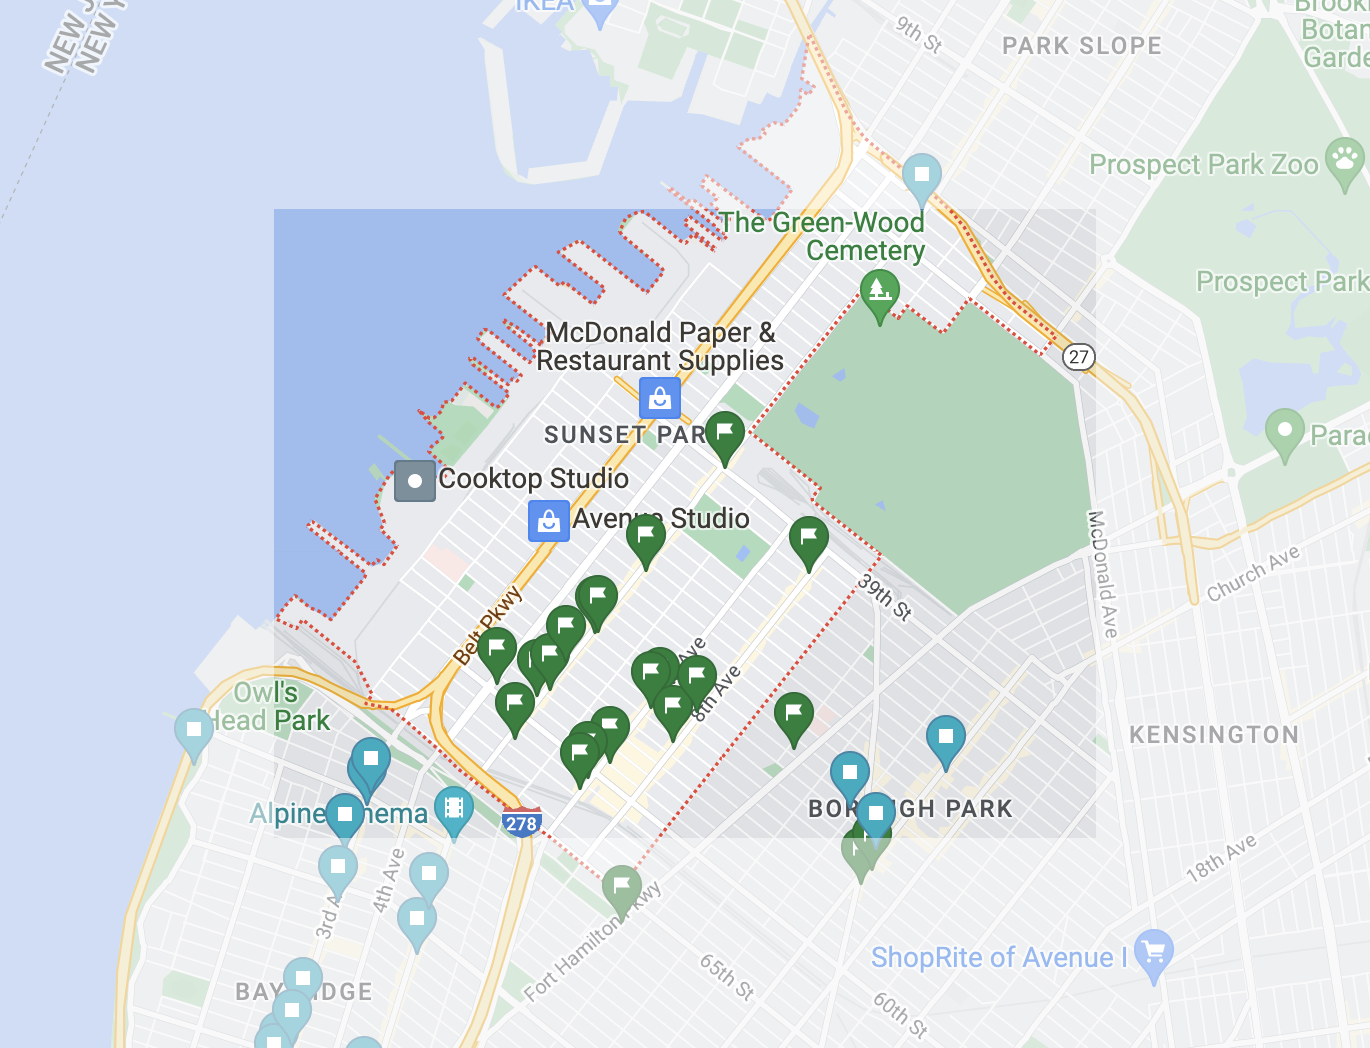 IKEA
NEW J
NEW Y
9th St
PARK SLOPE
Brook
Botan
Garde
Prospect Park Zoo
The Green-Wood
Cemetery
Prospect Park
McDonald Paper &
Restaurant Supplies
27
SUNSET PAR
Parad
Cooktop Studio
Avenue Studio
McDonald Ave
Church Ave
39th St
Belt Pkwy
Ave
8th Ave
Owl's
Head Park
KENSINGTON
Alpine
nema
278
BOR
GH PARK
4th Ave
3rd A
18th Ave
Fort Hamilton Pkwy
65th St
60th St
ShopRite of Avenue I
BAY
IDGE